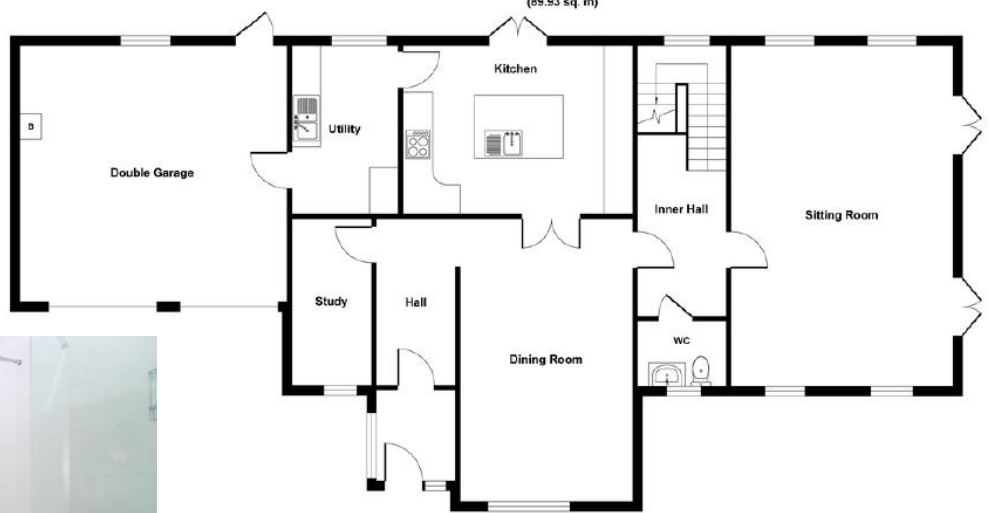 (89.93 sq. m)
Kitchen
B
Utility
Double Garage
Inner Hall
Sitting Room
Study
Hall
WC
Dining Room